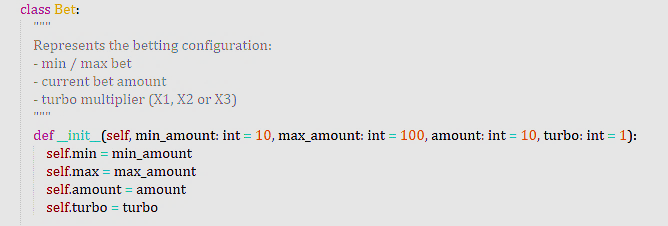 class Bet:
"""
Represents the betting configuration:
- min / max bet
- current bet amount
- turbo multiplier (X1, X2 or X3)
"""
def __init__(self, min_amount: int = 10, max_amount: int = 100, amount: int = 10, turbo: int = 1):
self.min = min_amount
self.max = max_amount
self.amount = amount
self.turbo = turbo